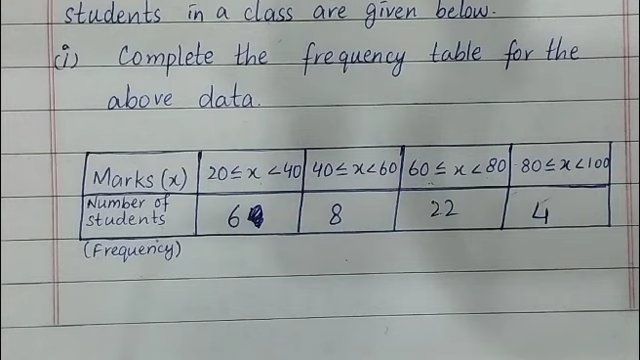 students in a class are given below.
(i) Complete the frequency table for the
above data.
Marks (x) 20 ≤ x < 40 40 ≤ x < 60 60 ≤ x < 80 80 ≤ x < 100
Number of
students 6 8 22 4
(Frequency)